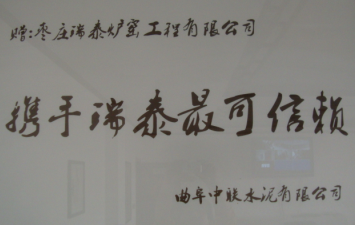 赠:枣庄瑞泰炉窑工程有限公司
携手瑞泰最可信赖
曲阜中联水泥有限公司